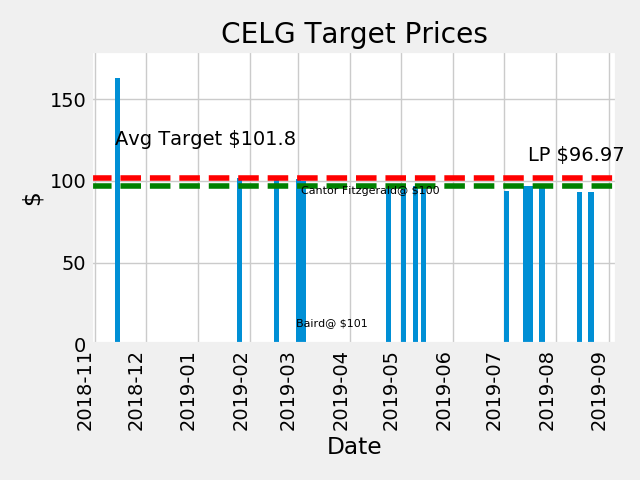 CELG Target Prices
150
Avg Target $101.8
LP $96.97
100
Cantor Fitzgerald@ $100
$
50
Baird@ $101
0
2018-11
2018-12
2019-01
2019-02
2019-03
2019-04
2019-05
2019-06
2019-07
2019-08
2019-09
Date